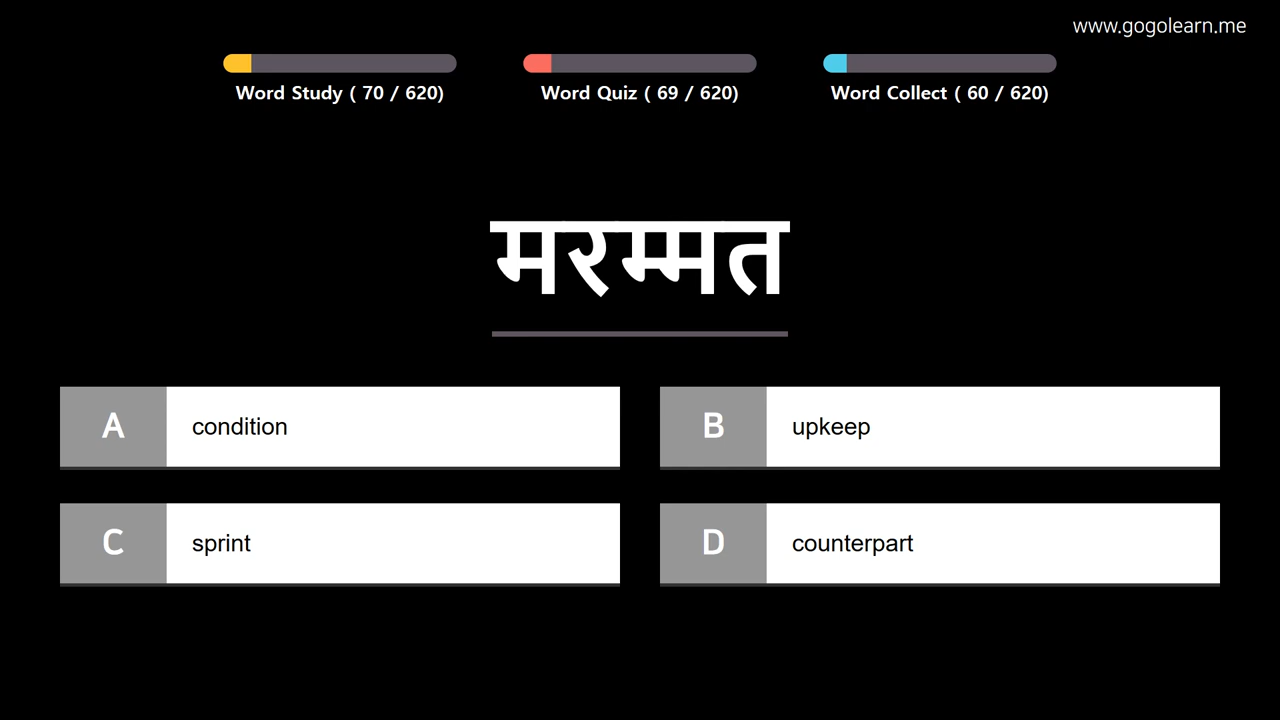 www.gogolearn.me
Word Study ( 70 / 620)
Word Quiz ( 69 / 620)
Word Collect ( 60 / 620)
मरम्मत
A condition
B upkeep
C sprint
D counterpart